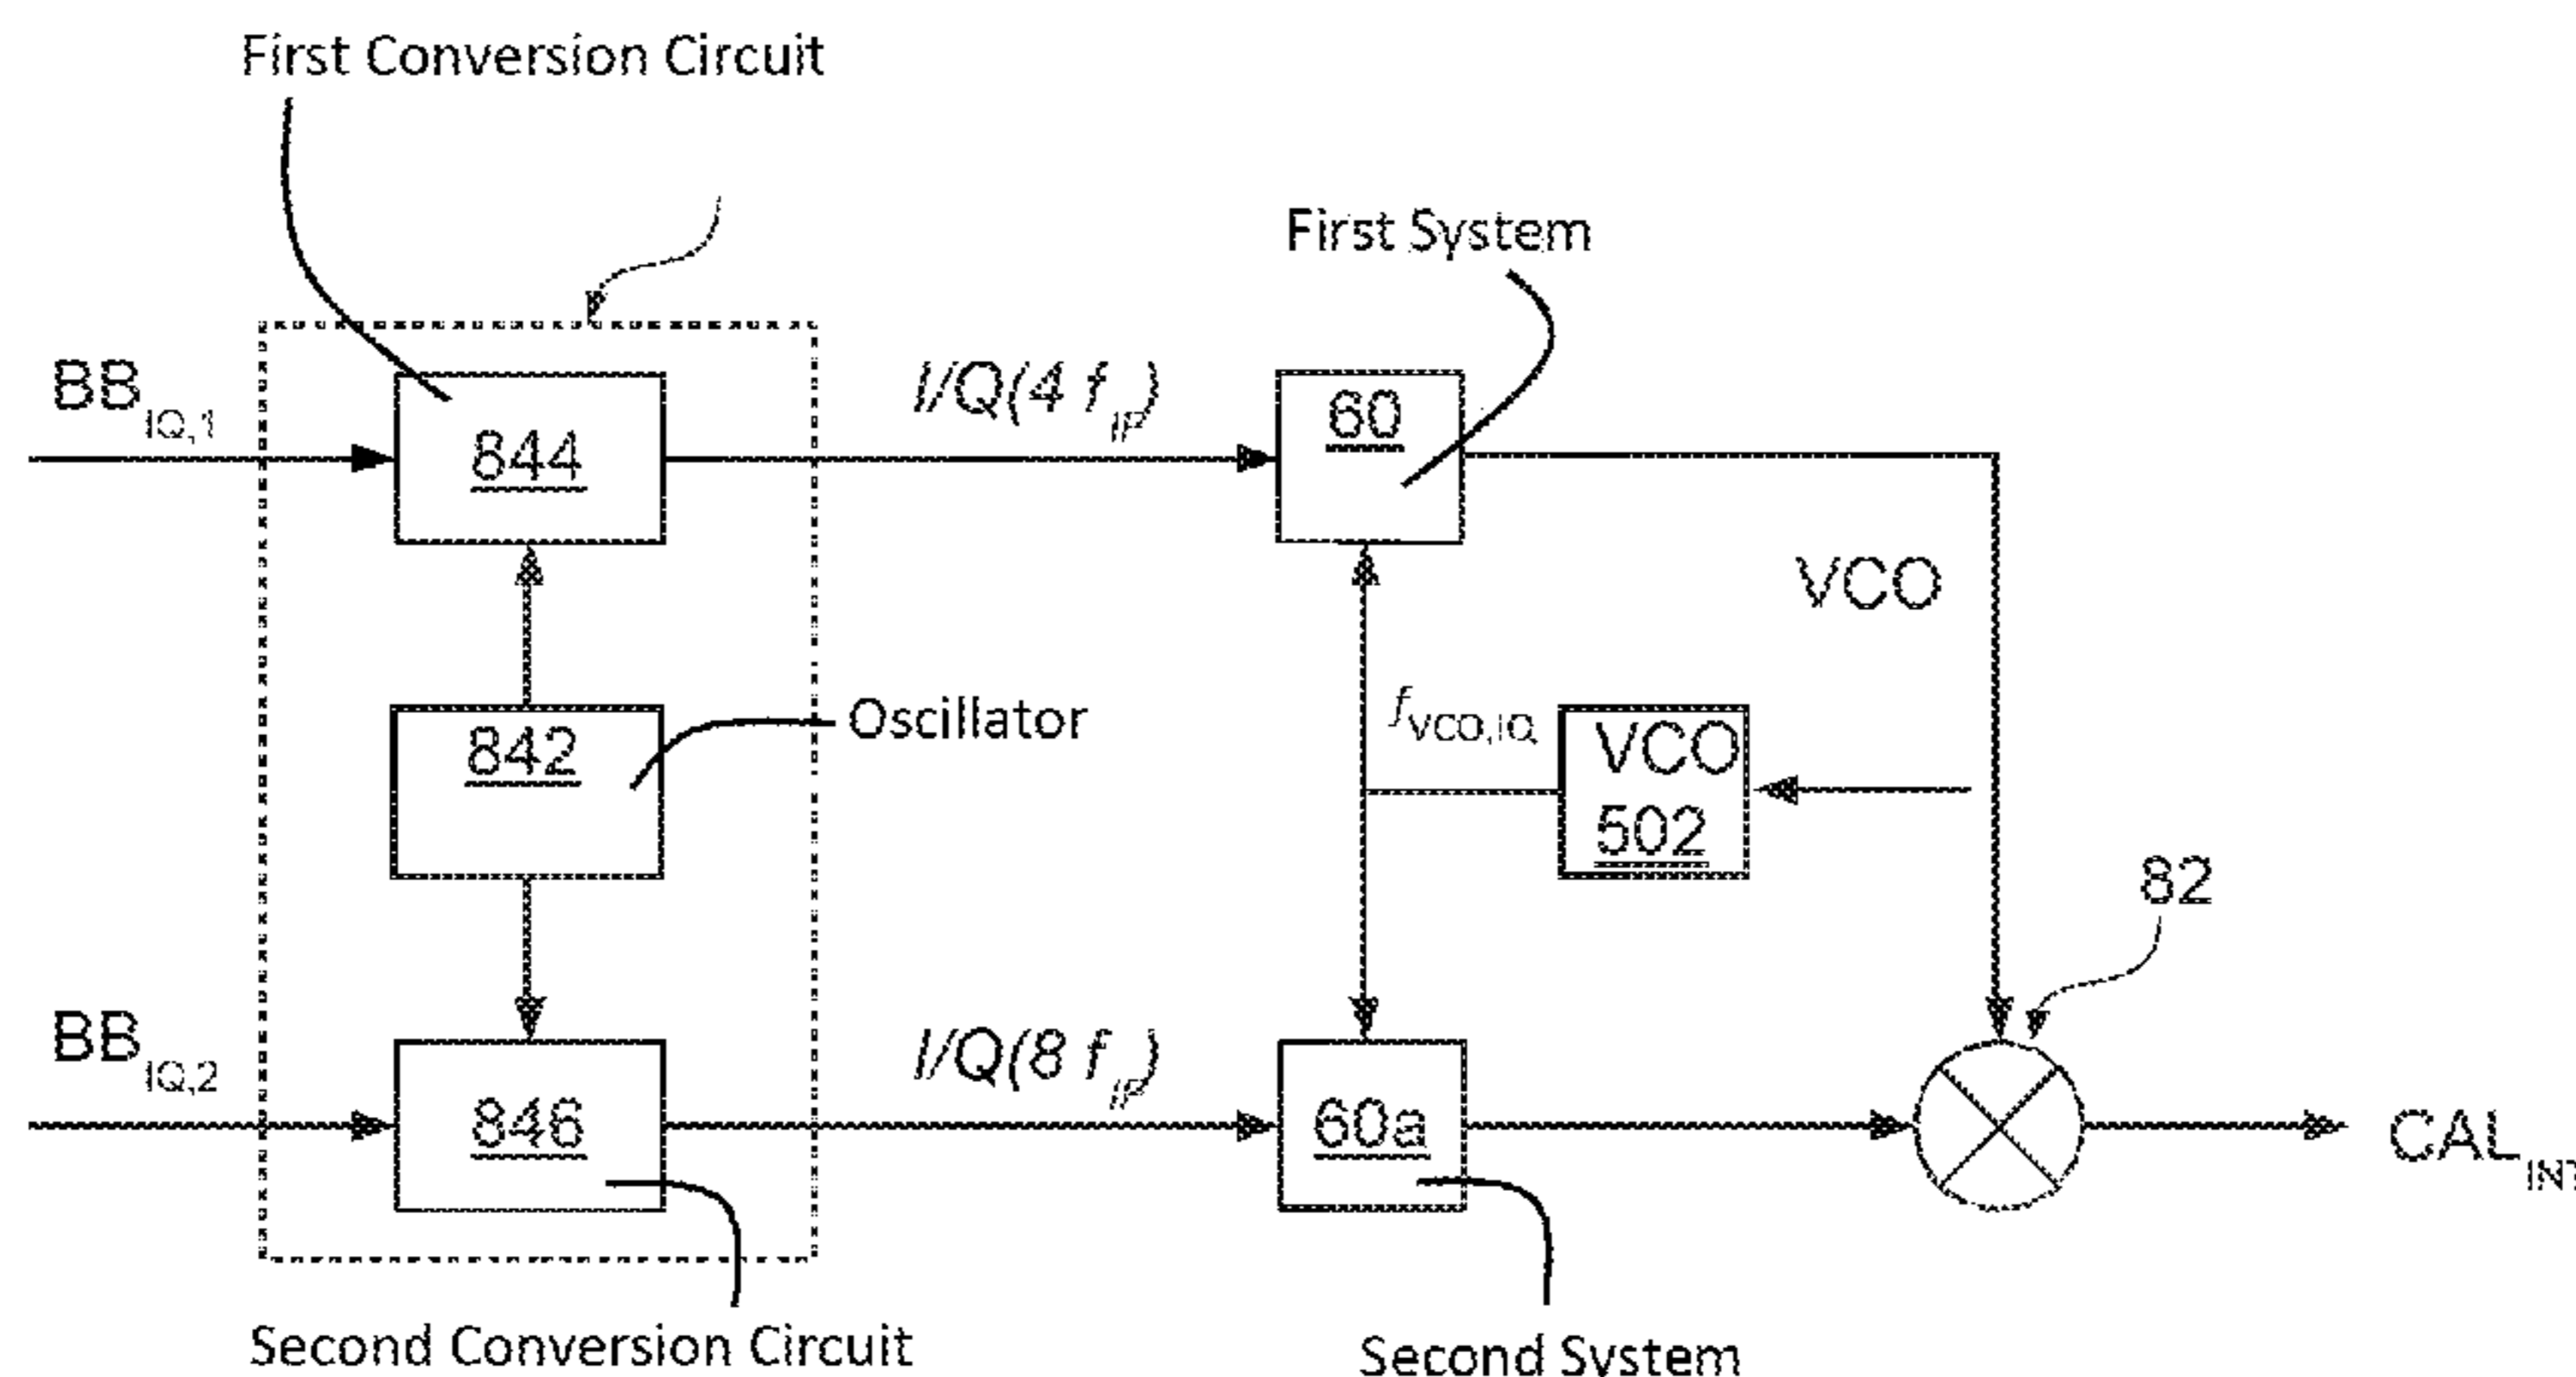 First Conversion Circuit
First System
BB IQ,1
I/Q(4 f IF)
60
844
VCO
842
Oscillator
f VCO,IQ
VCO
502
82
BB IQ,2
I/Q(8 f IF)
846
60a
CAL INT
Second Conversion Circuit
Second System